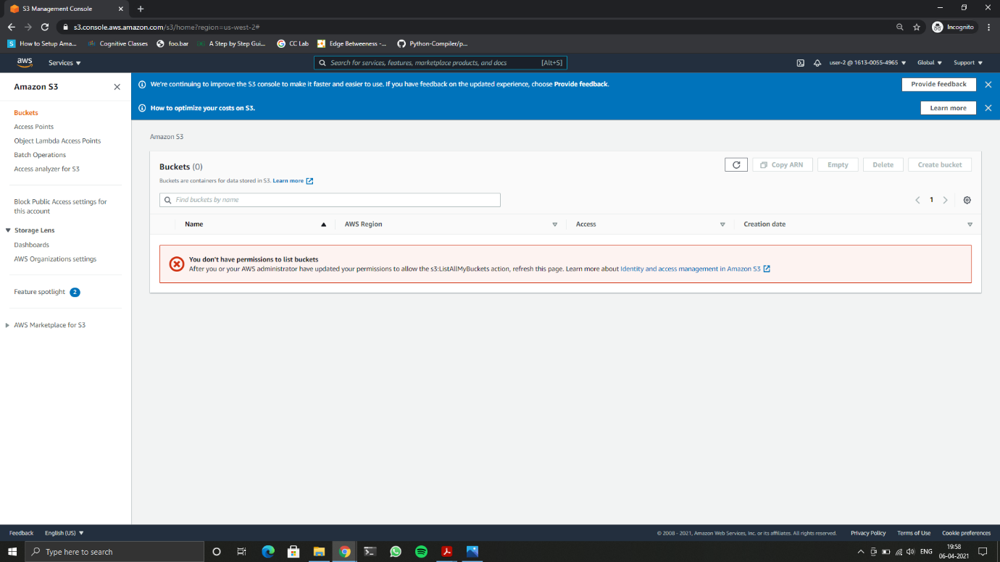 S3 Management Console
s3.console.aws.amazon.com/s3/home?region=us-west-2#
Incognito
How to Setup Ama...
Cognitive Classes
foo.bar
A Step by Step Gui...
CC Lab
Edge Betweeness -...
Python-Compiler/p...
aws
Services
Search for services, features, marketplace products, and docs
[Alt+S]
user-2 @ 1613-0055-4965
Global
Support
Amazon S3
We're continuing to improve the S3 console to make it faster and easier to use. If you have feedback on the updated experience, choose Provide feedback.
Provide feedback
How to optimize your costs on S3.
Learn more
Buckets
Access Points
Object Lambda Access Points
Batch Operations
Access analyzer for S3
Block Public Access settings for
this account
Storage Lens
Dashboards
AWS Organizations settings
Feature spotlight 2
AWS Marketplace for S3
Amazon S3
Buckets (0)
Buckets are containers for data stored in S3. Learn more
Copy ARN
Empty
Delete
Create bucket
Find buckets by name
1
Name
AWS Region
Access
Creation date
You don't have permissions to list buckets
After you or your AWS administrator have updated your permissions to allow the s3:ListAllMyBuckets action, refresh this page. Learn more about Identity and access management in Amazon S3
Feedback
English (US)
© 2008 - 2021, Amazon Web Services, Inc. or its affiliates. All rights reserved.
Privacy Policy
Terms of Use
Cookie preferences
Type here to search
ENG
19:58
06-04-2021